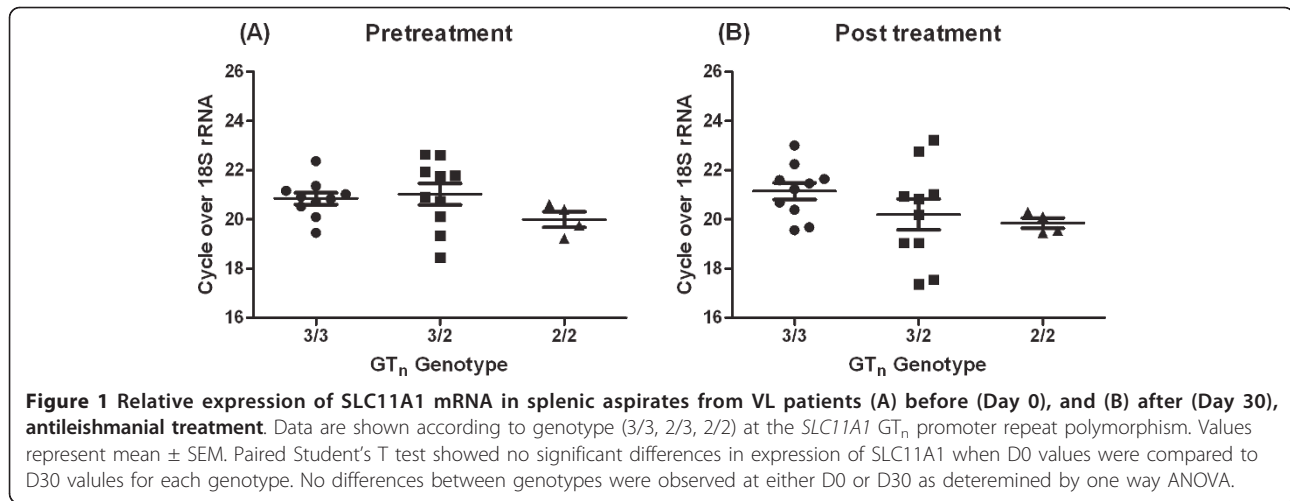 (A) Pretreatment
Cycle over 18S rRNA
26
24
22
20
18
16
3/3 3/2 2/2
GTn Genotype
(B) Post treatment
Cycle over 18S rRNA
26
24
22
20
18
16
3/3 3/2 2/2
GTn Genotype
Figure 1 Relative expression of SLC11A1 mRNA in splenic aspirates from VL patients (A) before (Day 0), and (B) after (Day 30),
antileishmanial treatment. Data are shown according to genotype (3/3, 2/3, 2/2) at the SLC11A1 GTn promoter repeat polymorphism. Values
represent mean ± SEM. Paired Student's T test showed no significant differences in expression of SLC11A1 when D0 values were compared to
D30 valules for each genotype. No differences between genotypes were observed at either D0 or D30 as deteremined by one way ANOVA.